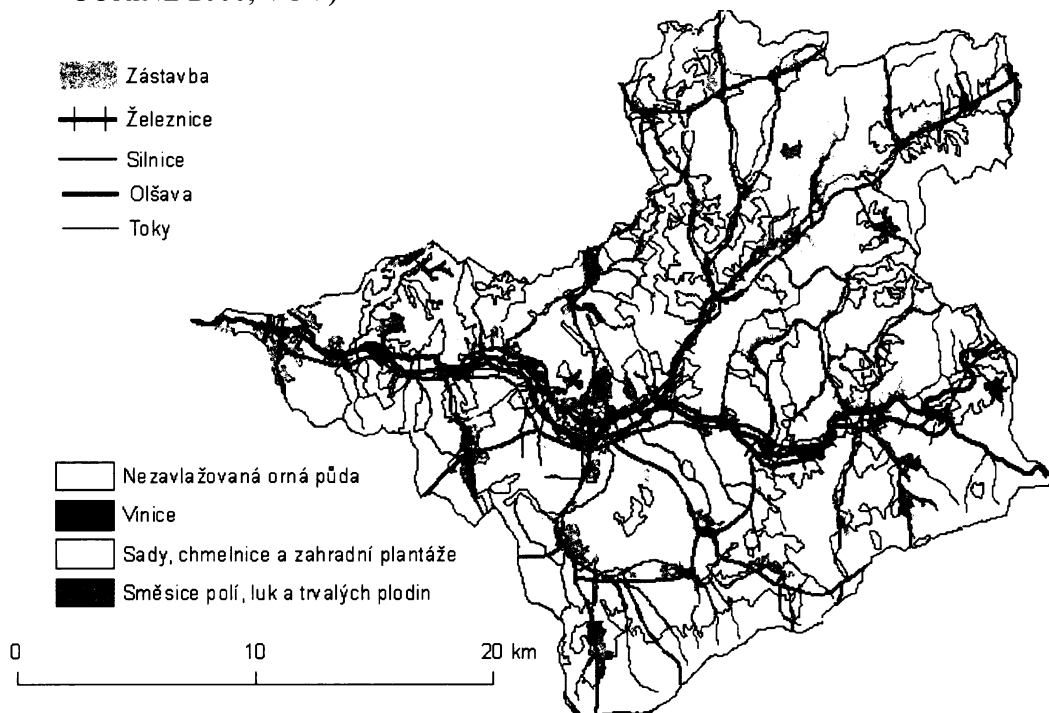 Zástavba
Železnice
Silnice
Olšava
Toky
Nezavlažovaná orná půda
Vinice
Sady, chmelnice a zahradní plantáže
Směsice polí, luk a trvalých plodin
0 10 20 km